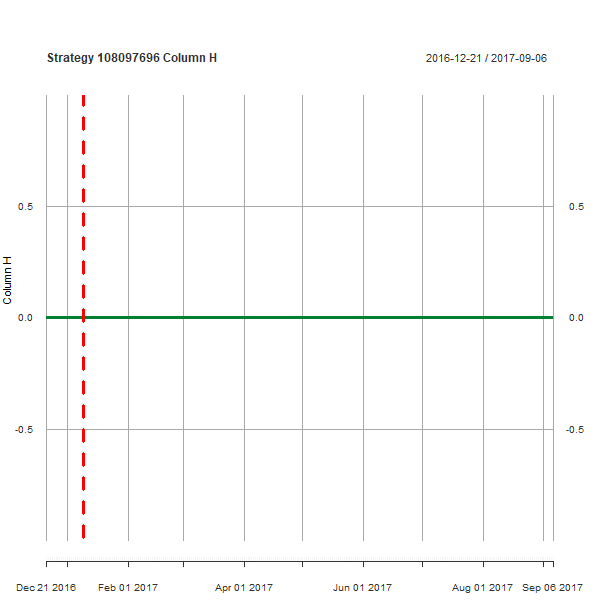 Strategy 108097696 Column H
2016-12-21 / 2017-09-06
0.5
0.5
Column H
0.0
0.0
-0.5
-0.5
Dec 21 2016
Feb 01 2017
Apr 01 2017
Jun 01 2017
Aug 01 2017
Sep 06 2017